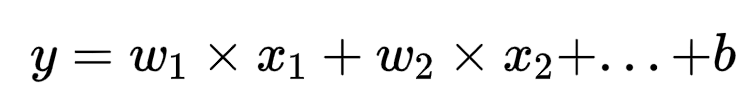 y = w₁ × x₁ + w₂ × x₂+...+b